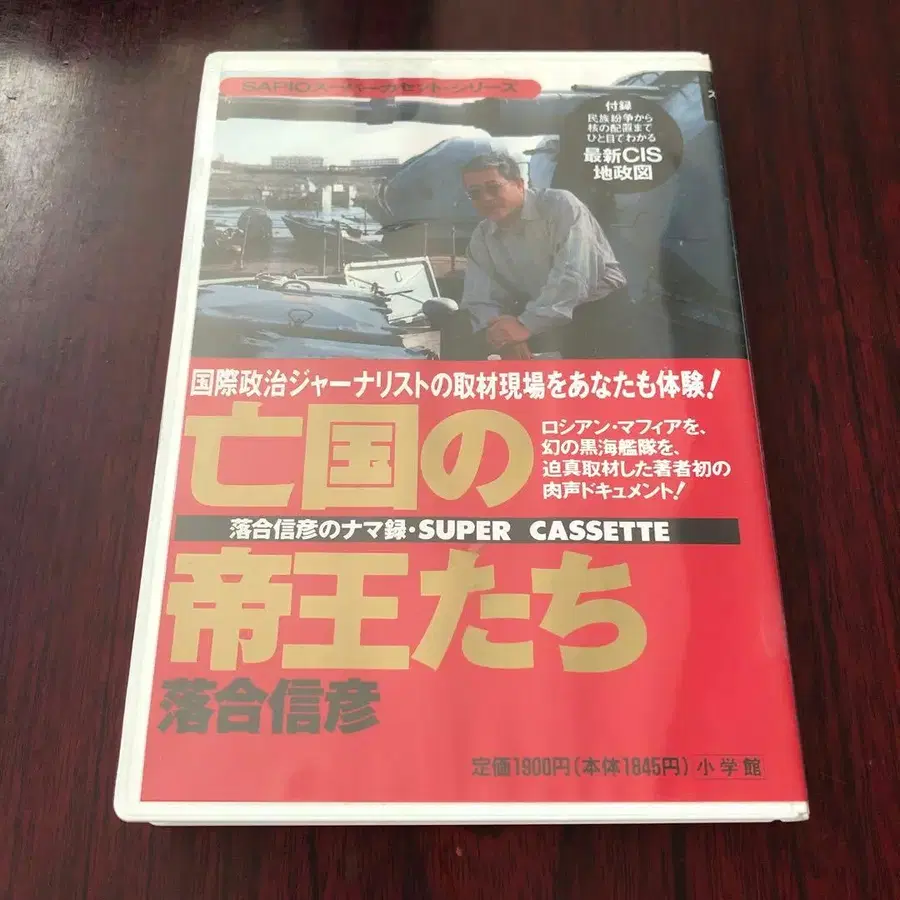 SAPIOスーパーカセット・シリーズ
付録
民族紛争から
核の配置まで
ひと目でわかる
最新CIS
地政図
国際政治ジャーナリストの取材現場をあなたも体験!
亡国の
ロシアン・マフィアを、
幻の黒海艦隊を、
迫真取材した著者初の
肉声ドキュメント!
落合信彦のナマ録・SUPER CASSETTE
帝王たち
落合信彦
定価1900円(本体1845円) 小学館